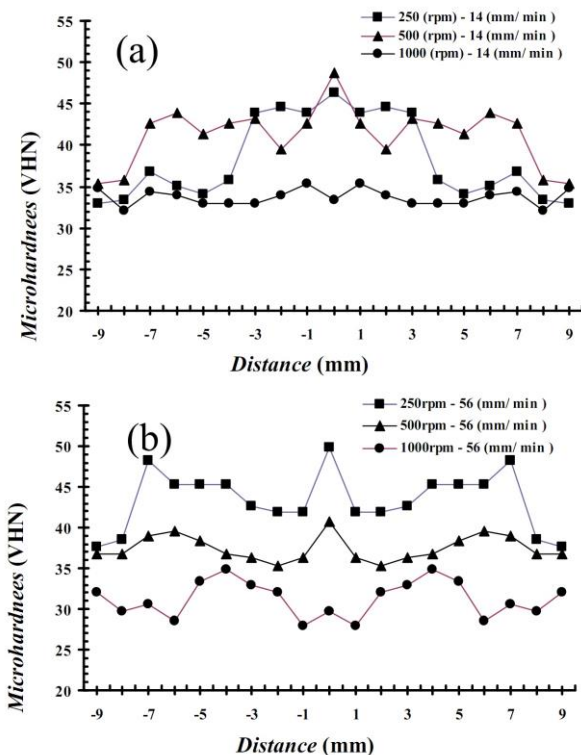 (a)
250 (rpm) - 14 (mm/ min )
500 (rpm) - 14 (mm/ min )
1000 (rpm) - 14 (mm/ min )
Microhardnees (VHN)
55
50
45
40
35
30
25
20
-9 -7 -5 -3 -1 1 3 5 7 9
Distance (mm)
(b)
250rpm - 56 (mm/ min )
500rpm - 56 (mm/ min )
1000rpm - 56 (mm/ min )
Microhardnees (VHN)
55
50
45
40
35
30
25
20
-9 -7 -5 -3 -1 1 3 5 7 9
Distance (mm)